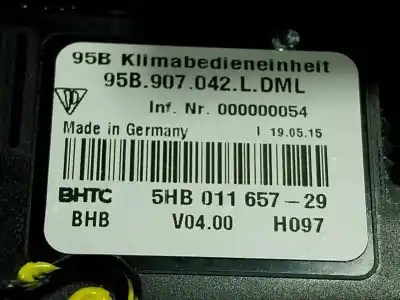 95B Klimabedieneinheit
95B.907.042.L.DML
Inf. Nr. 000000054
Made in Germany I 19.05.15
BHTC 5HB 011 657-29
BHB V04.00 H097